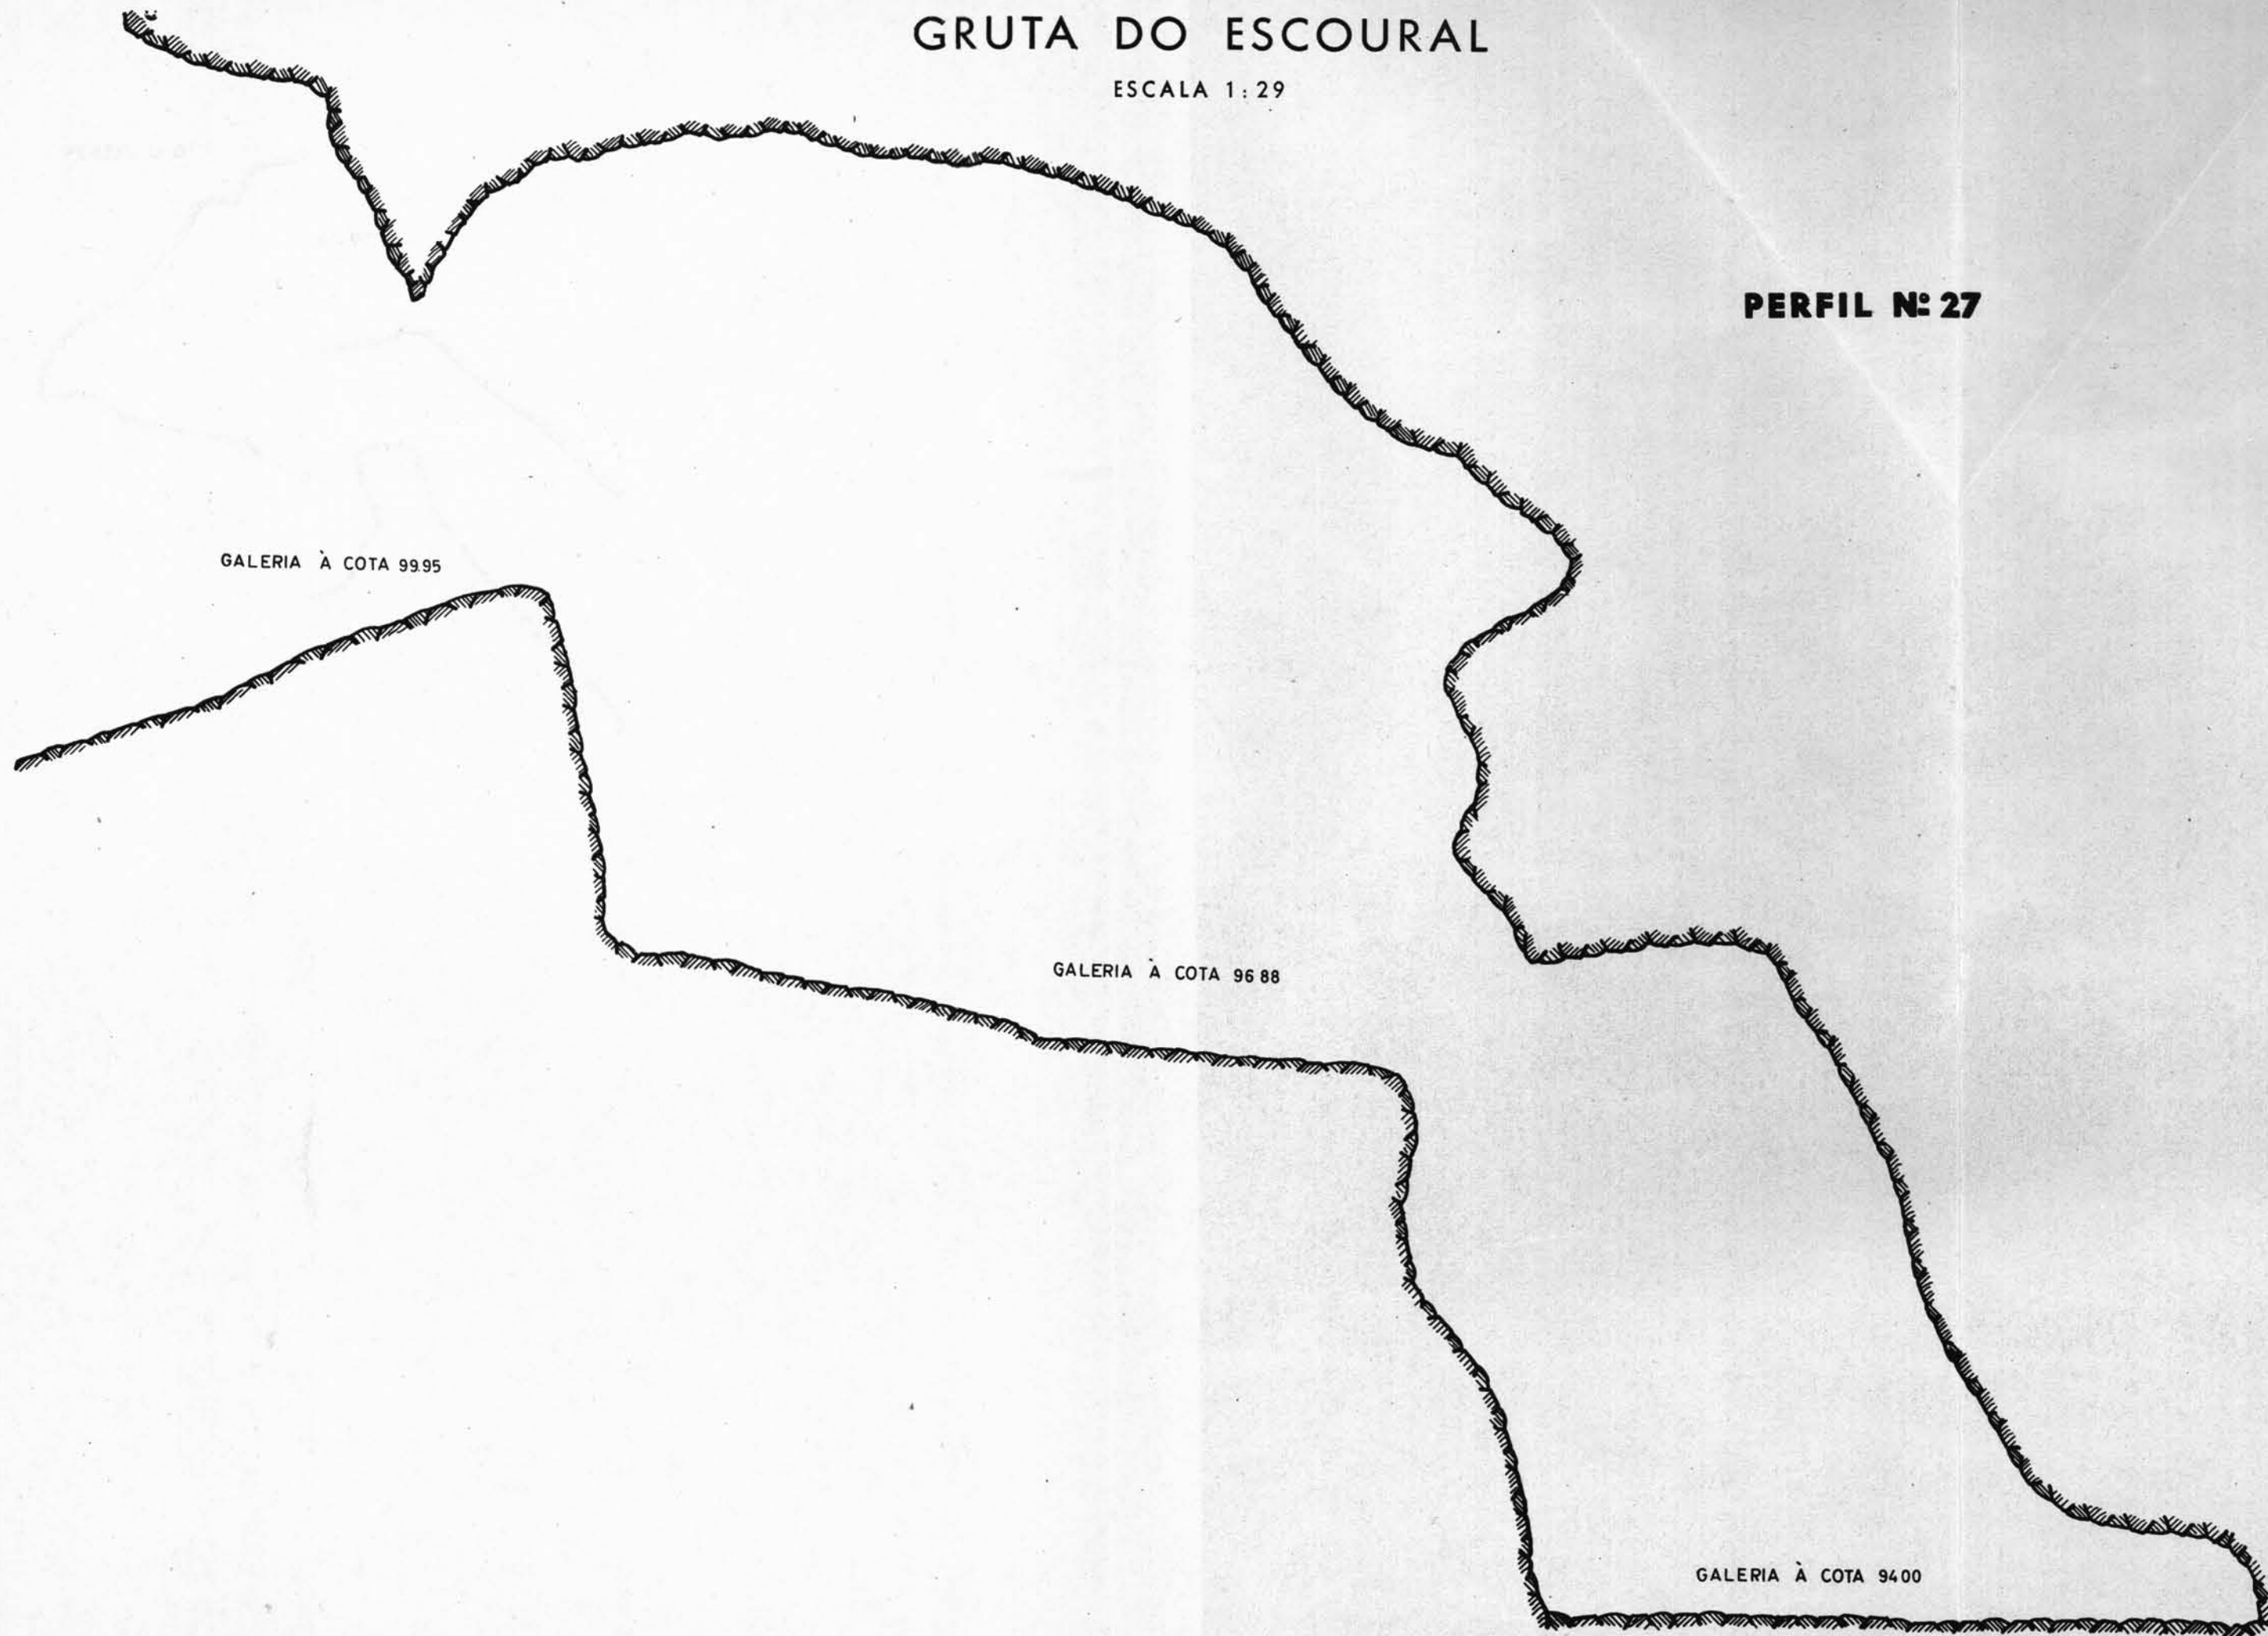 GRUTA DO ESCOURAL
ESCALA 1:29
PERFIL Nº 27
GALERIA À COTA 99.95
GALERIA À COTA 96 88
GALERIA À COTA 94 00